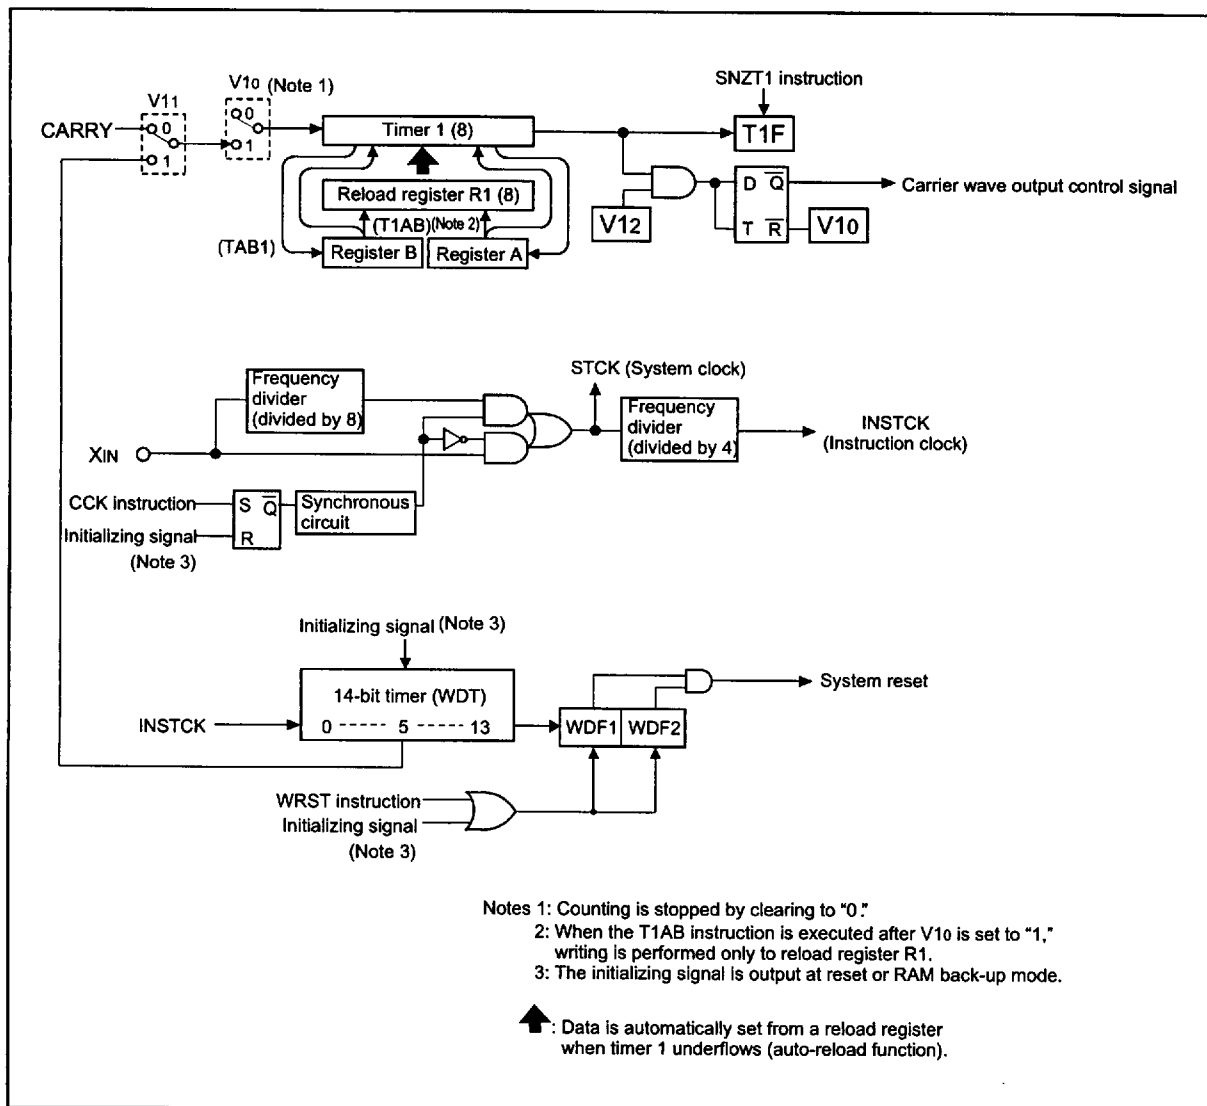 SNZT1 instruction
V11
V10 (Note 1)
CARRY
0
1
0
1
Timer 1 (8)
T1F
Reload register R1 (8)
(T1AB) (Note 2)
(TAB1)
Register B
Register A
V12
D Q̅
T R̅
V10
Carrier wave output control signal
STCK (System clock)
Frequency
divider
(divided by 8)
Frequency
divider
(divided by 4)
INSTCK
(Instruction clock)
XIN
CCK instruction
S Q̅
R
Synchronous
circuit
Initializing signal
(Note 3)
Initializing signal (Note 3)
14-bit timer (WDT)
0 ----- 5 ----- 13
INSTCK
WDF1 WDF2
System reset
WRST instruction
Initializing signal
(Note 3)
Notes 1: Counting is stopped by clearing to "0."
2: When the T1AB instruction is executed after V10 is set to "1,"
writing is performed only to reload register R1.
3: The initializing signal is output at reset or RAM back-up mode.
: Data is automatically set from a reload register
when timer 1 underflows (auto-reload function).